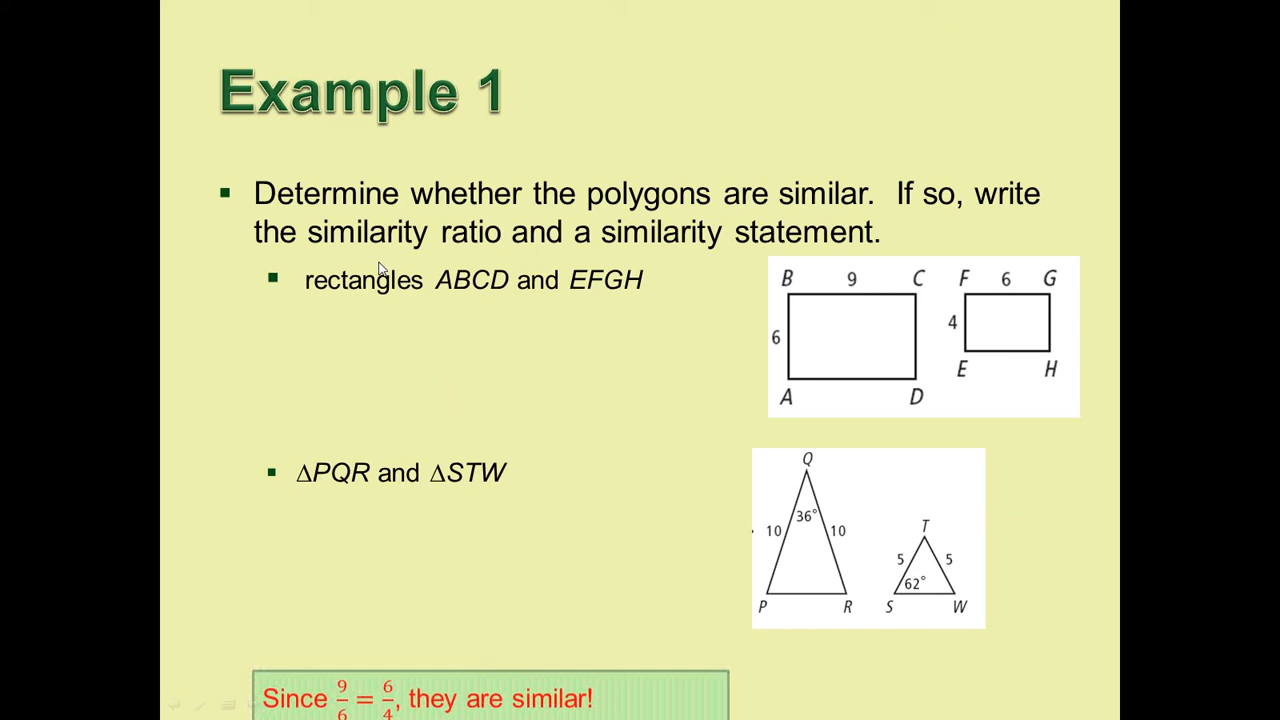 Example 1
▪ Determine whether the polygons are similar. If so, write
the similarity ratio and a similarity statement.
▪ rectangles ABCD and EFGH
B 9 C F 6 G
6 4
E H
A D
▪ ∆PQR and ∆STW
Q
36°
10 10
T
5 5
62°
P R S W
Since 9/6 = 6/4, they are similar!